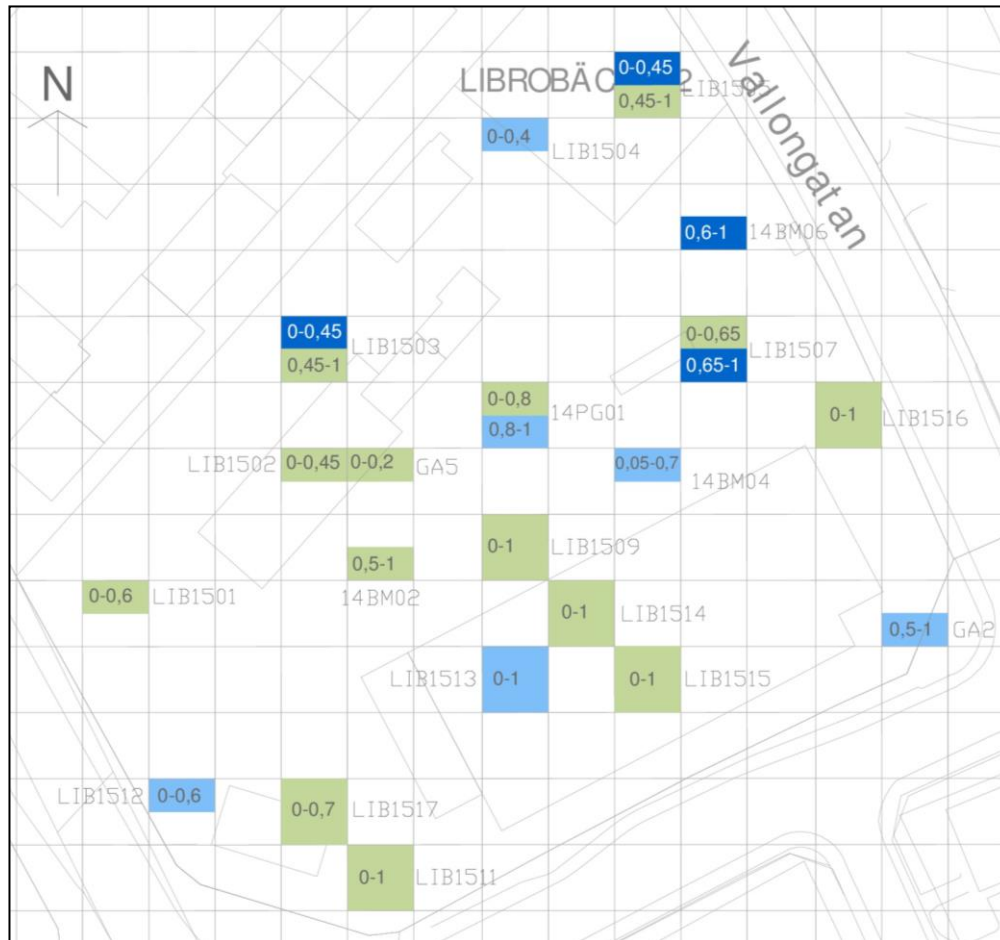 N
LIBROBÄC
2
Vallongatan
0-0,45
0,45-1
0-0,4
LIB1504
0,6-1
14BM06
0-0,45
LIB1503
0,45-1
0-0,65
LIB1507
0,65-1
0-0,8
14PG01
0,8-1
0-1
LIB1516
LIB1502
0-0,45
0-0,2
GA5
0,05-0,7
14BM04
0-1
LIB1509
0,5-1
14BM02
0-0,6
LIB1501
0-1
LIB1514
0,5-1
GA2
LIB1513
0-1
0-1
LIB1515
LIB1512
0-0,6
0-0,7
LIB1517
0-1
LIB1511